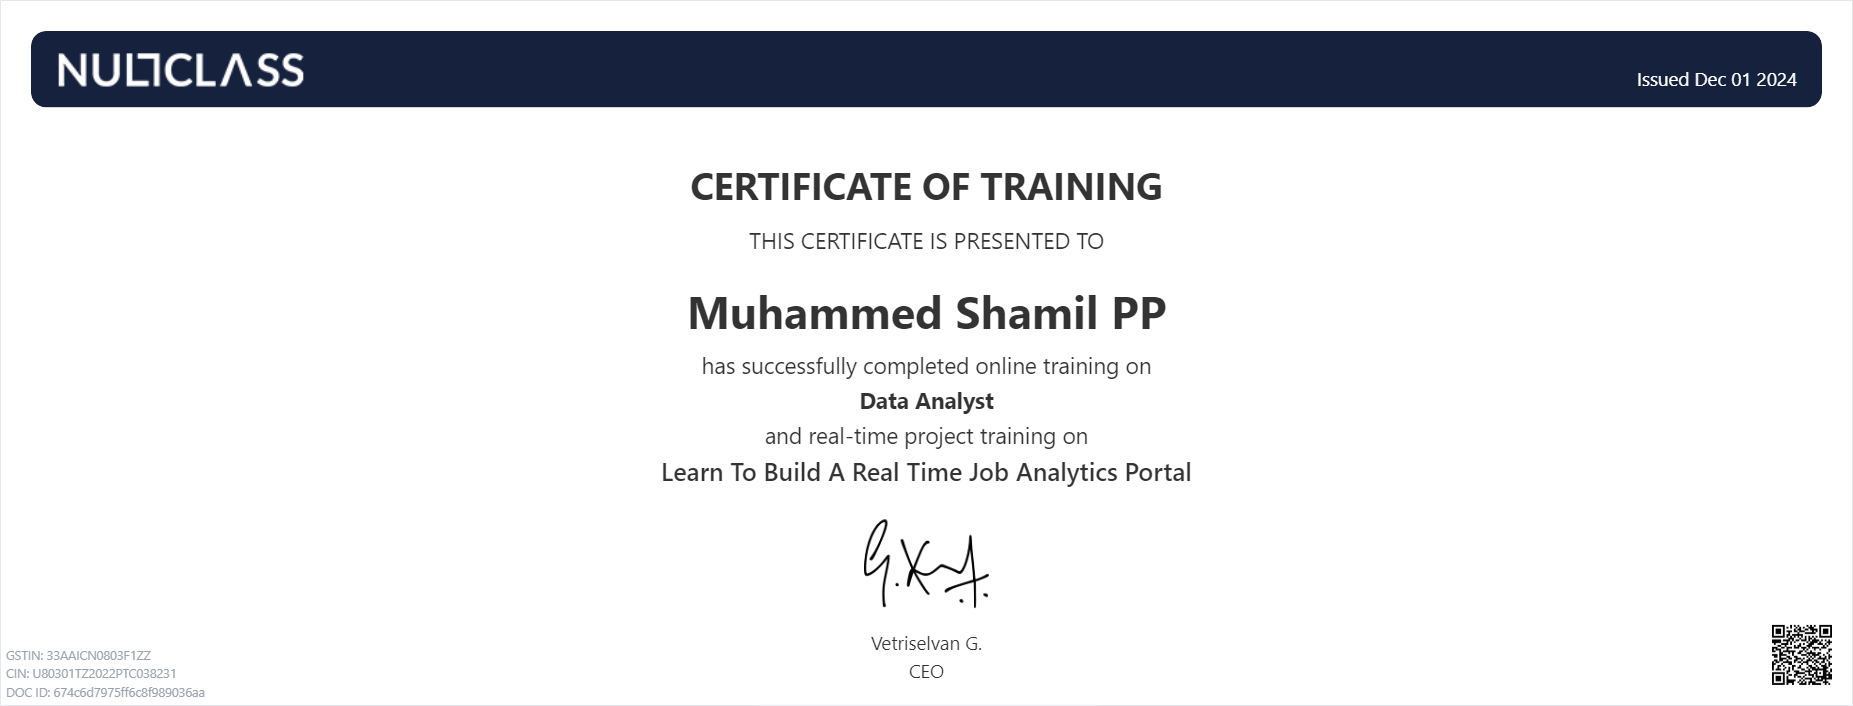 NULLCLASS
Issued Dec 01 2024
CERTIFICATE OF TRAINING
THIS CERTIFICATE IS PRESENTED TO
Muhammed Shamil PP
has successfully completed online training on
Data Analyst
and real-time project training on
Learn To Build A Real Time Job Analytics Portal
Vetriselvan G.
CEO
GSTIN: 33AAICN0803F1ZZ
CIN: U80301TZ2022PTC038231
DOC ID: 674c6d7975ff6c8f989036aa